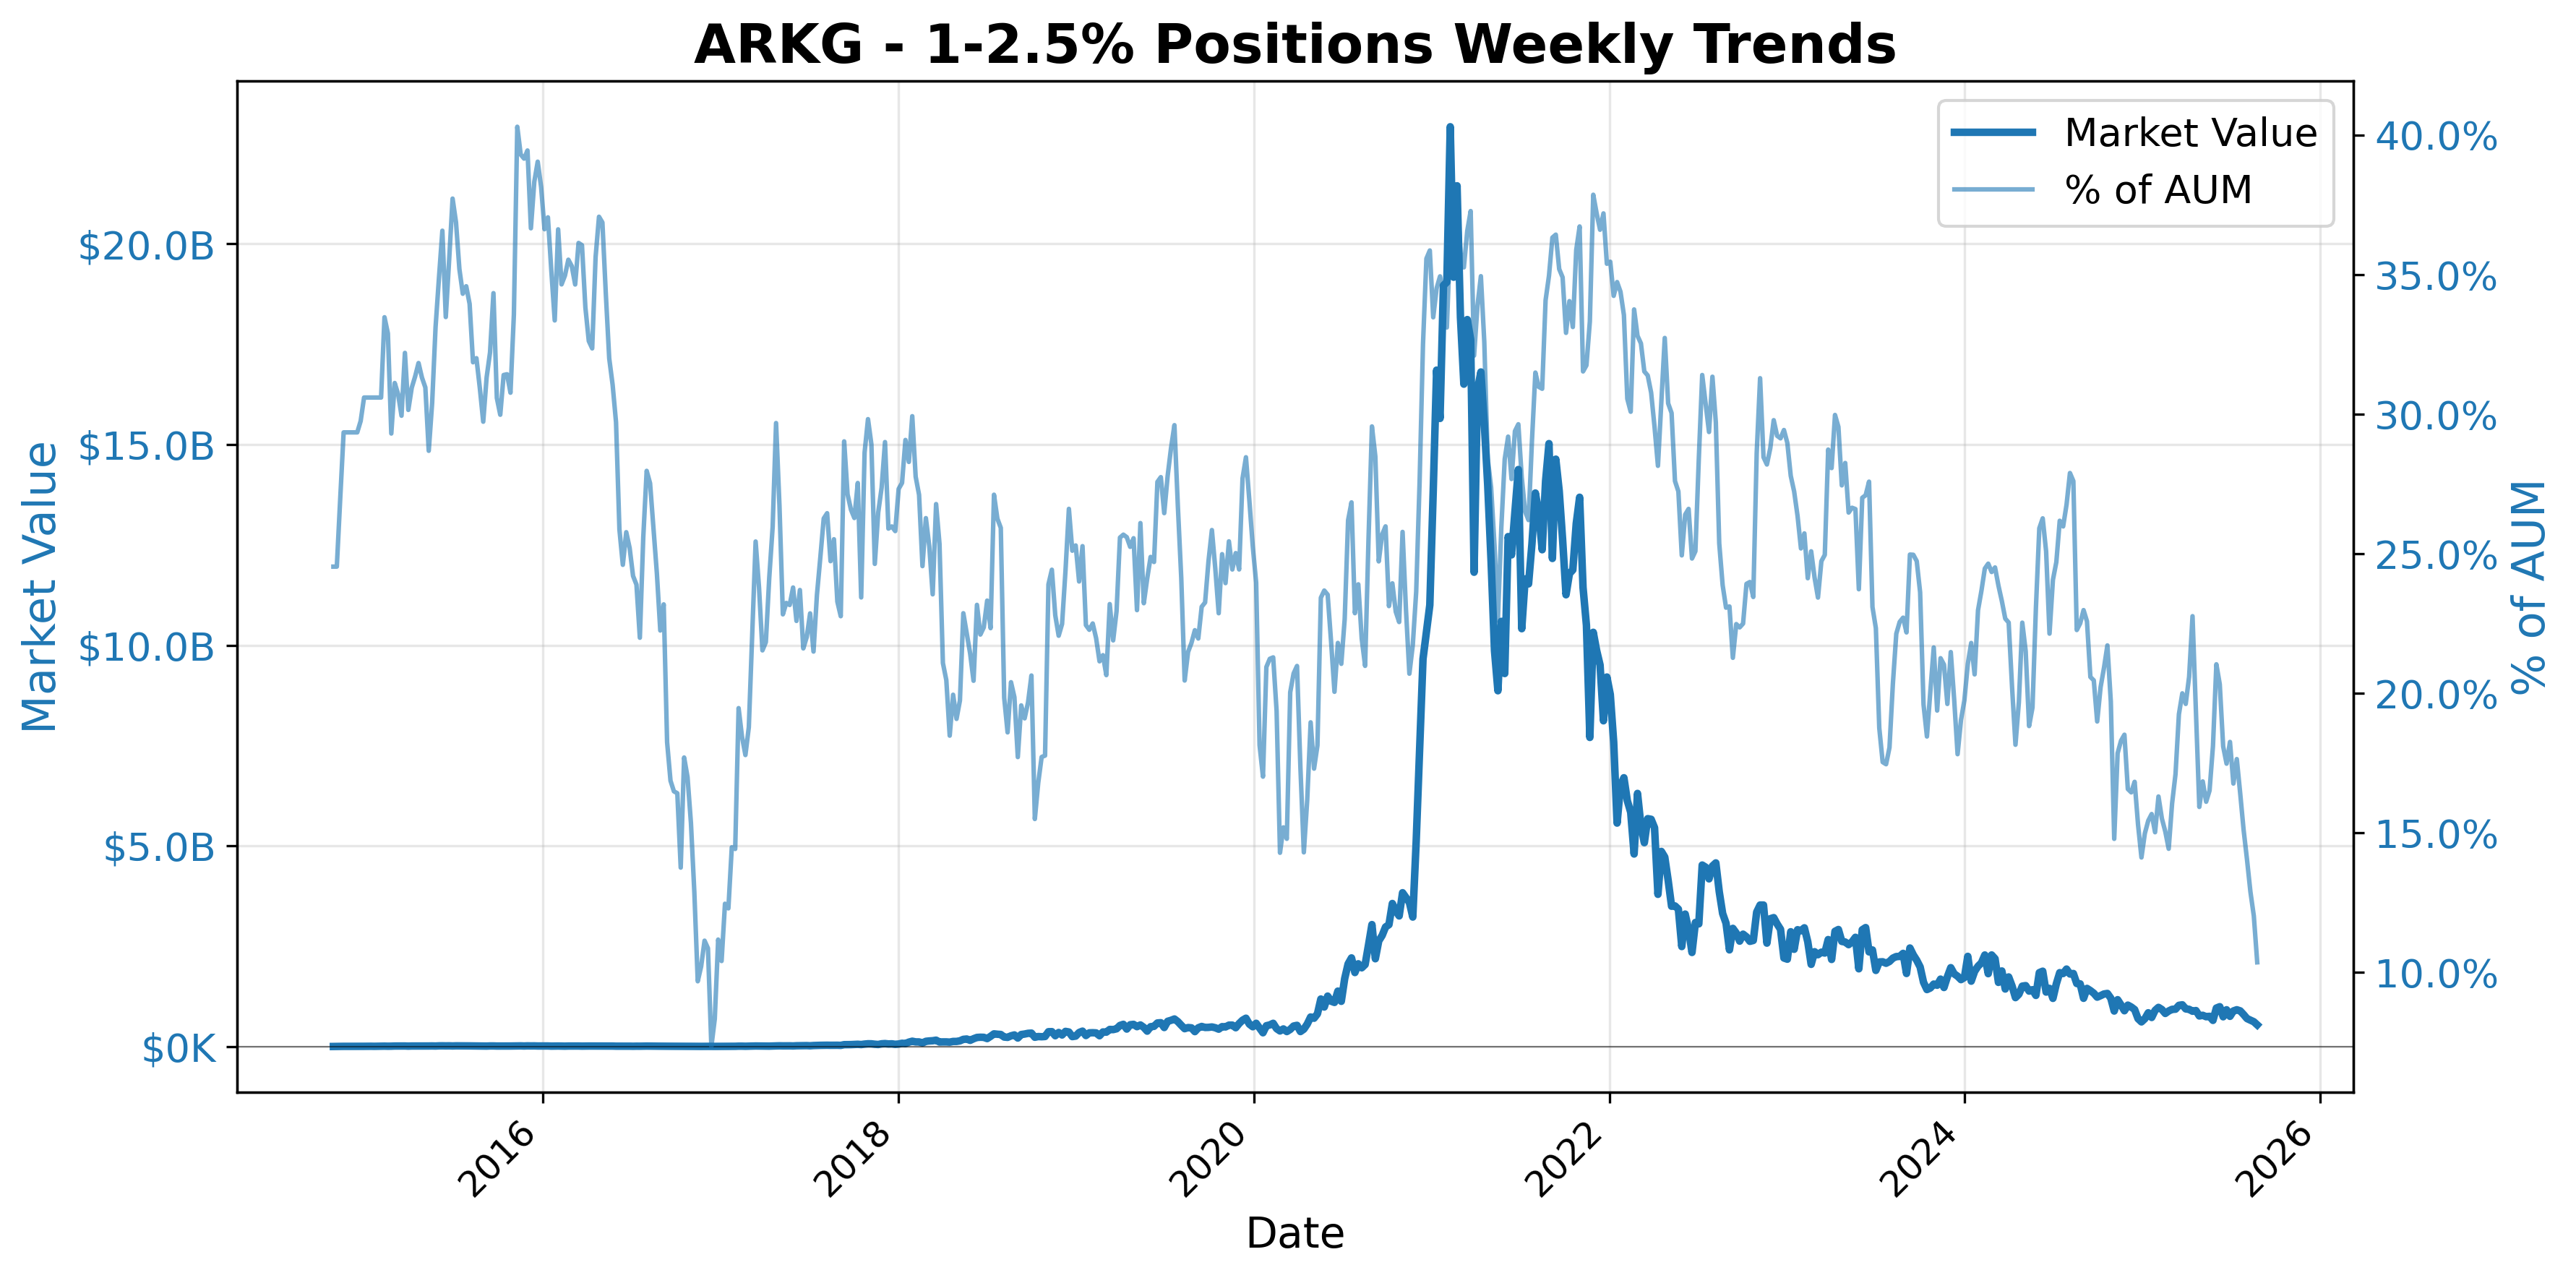 ARKG - 1-2.5% Positions Weekly Trends
Market Value
% of AUM
$20.0B
$15.0B
$10.0B
$5.0B
$0K
Market Value
40.0%
35.0%
30.0%
25.0%
20.0%
15.0%
10.0%
% of AUM
2016
2018
2020
2022
2024
2026
Date